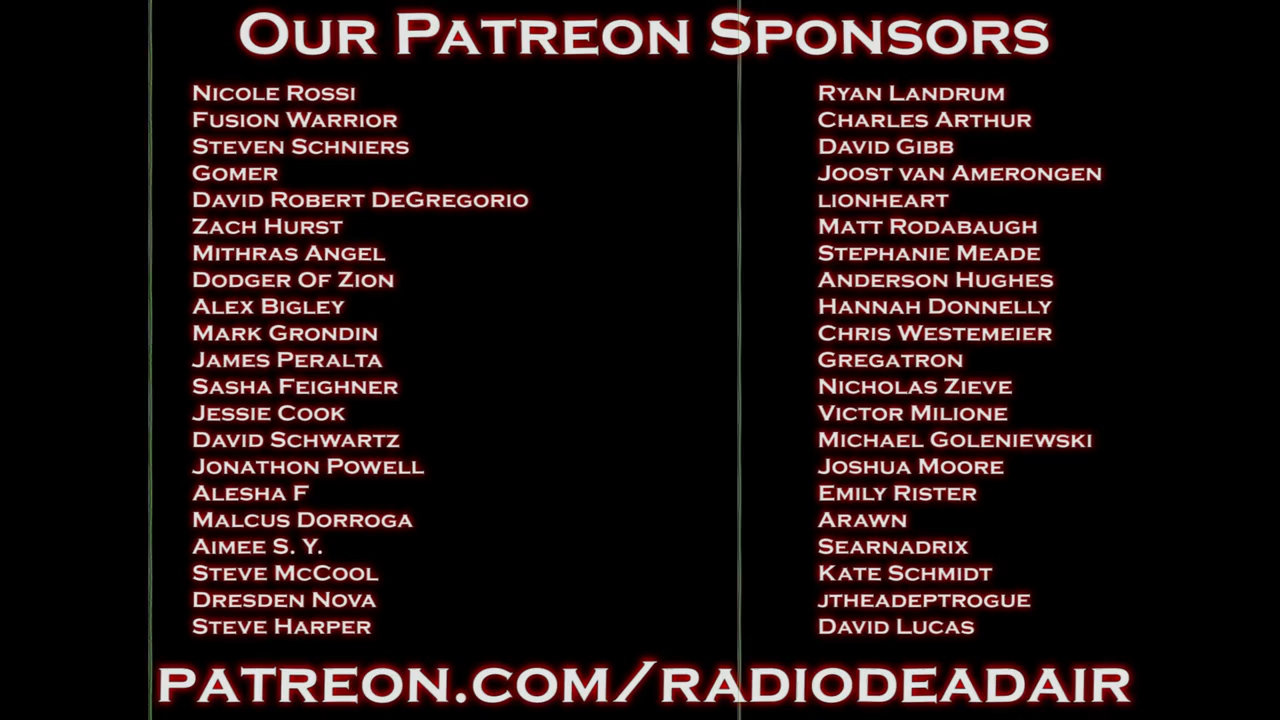 Our Patreon Sponsors
Nicole Rossi
Fusion Warrior
Steven Schniers
Gomer
David Robert DeGregorio
Zach Hurst
Mithras Angel
Dodger Of Zion
Alex Bigley
Mark Grondin
James Peralta
Sasha Feighner
Jessie Cook
David Schwartz
Jonathon Powell
Alesha F
Malcus Dorroga
Aimee S. Y.
Steve McCool
Dresden Nova
Steve Harper
Ryan Landrum
Charles Arthur
David Gibb
Joost van Amerongen
lionheart
Matt Rodabaugh
Stephanie Meade
Anderson Hughes
Hannah Donnelly
Chris Westemeier
Gregatron
Nicholas Zieve
Victor Milione
Michael Goleniewski
Joshua Moore
Emily Rister
Arawn
Searnadrix
Kate Schmidt
jtheadeptrogue
David Lucas
patreon.com/radiodeadair